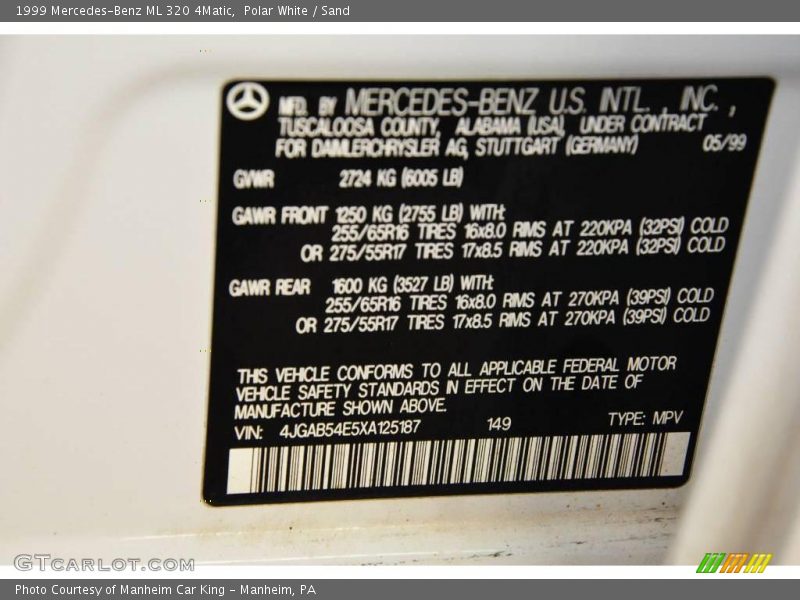 1999 Mercedes-Benz ML 320 4Matic,  Polar White / Sand
MFD. BY MERCEDES-BENZ U.S. INTL., INC.,
TUSCALOOSA COUNTY, ALABAMA (USA), UNDER CONTRACT
FOR DAIMLERCHRYSLER AG, STUTTGART (GERMANY) 05/99
GVWR 2724 KG (6005 LB)
GAWR FRONT 1250 KG (2755 LB) WITH:
255/65R16 TIRES 16x8.0 RIMS AT 220KPA (32PSI) COLD
OR 275/55R17 TIRES 17x8.5 RIMS AT 220KPA (32PSI) COLD
GAWR REAR 1600 KG (3527 LB) WITH:
255/65R16 TIRES 16x8.0 RIMS AT 270KPA (39PSI) COLD
OR 275/55R17 TIRES 17x8.5 RIMS AT 270KPA (39PSI) COLD
THIS VEHICLE CONFORMS TO ALL APPLICABLE FEDERAL MOTOR
VEHICLE SAFETY STANDARDS IN EFFECT ON THE DATE OF
MANUFACTURE SHOWN ABOVE.
VIN: 4JGAB54E5XA125187 149 TYPE: MPV
GTcarlot.com
Photo Courtesy of Manheim Car King - Manheim, PA